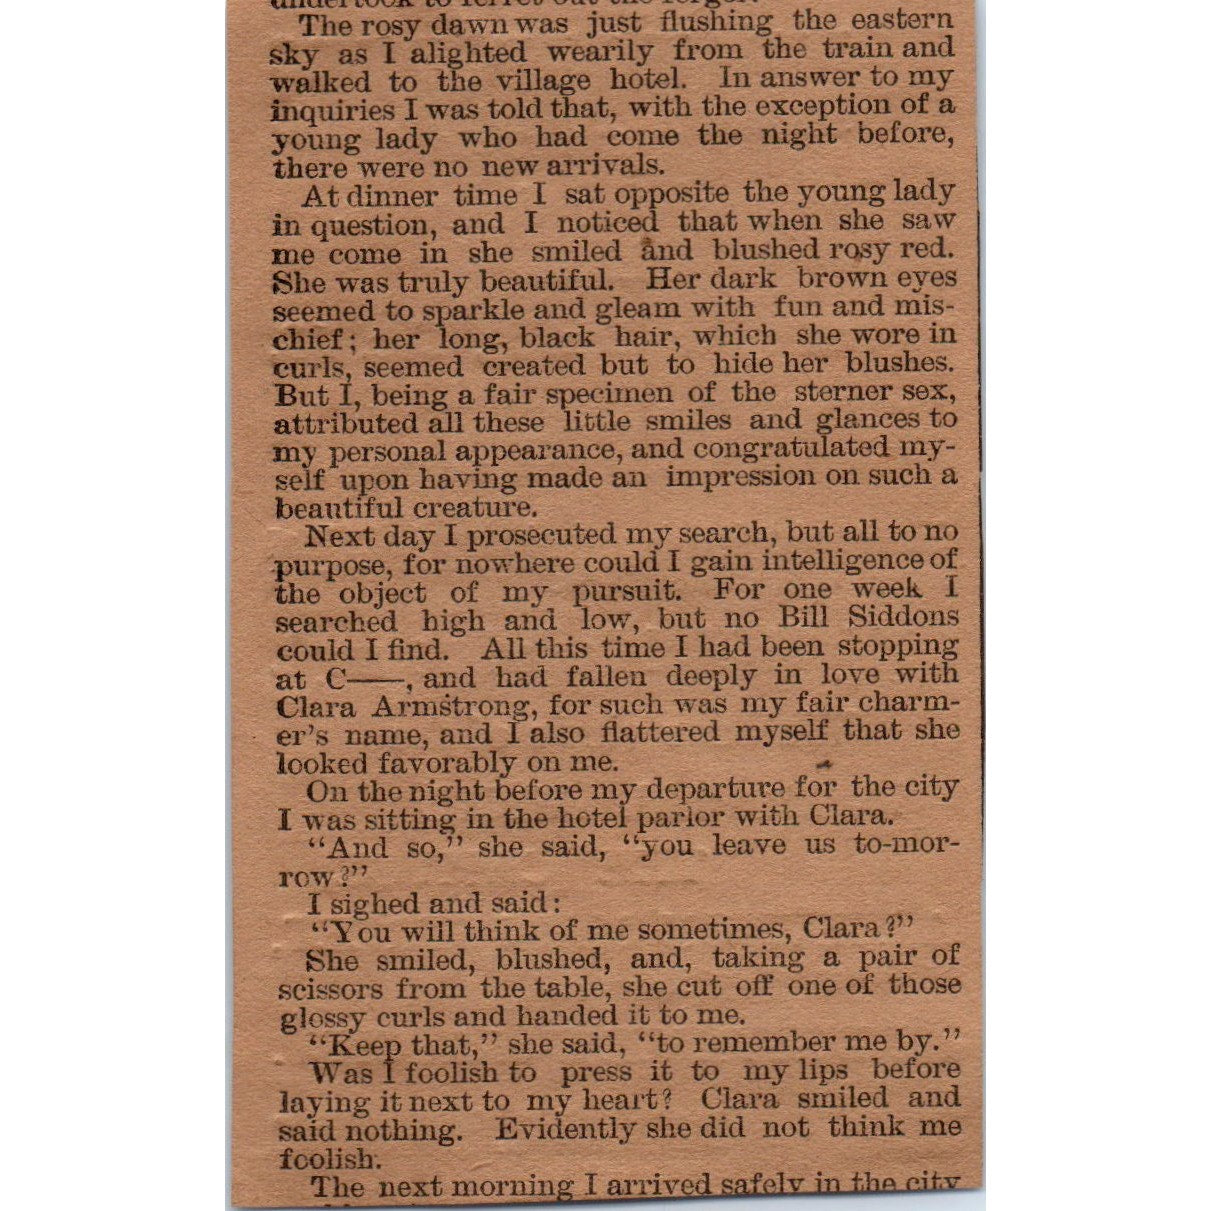 undertook to ferret out the forger.
The rosy dawn was just flushing the eastern
sky as I alighted wearily from the train and
walked to the village hotel. In answer to my
inquiries I was told that, with the exception of a
young lady who had come the night before,
there were no new arrivals.
At dinner time I sat opposite the young lady
in question, and I noticed that when she saw
me come in she smiled and blushed rosy red.
She was truly beautiful. Her dark brown eyes
seemed to sparkle and gleam with fun and mis-
chief; her long, black hair, which she wore in
curls, seemed created but to hide her blushes.
But I, being a fair specimen of the sterner sex,
attributed all these little smiles and glances to
my personal appearance, and congratulated my-
self upon having made an impression on such a
beautiful creature.
Next day I prosecuted my search, but all to no
purpose, for nowhere could I gain intelligence of
the object of my pursuit. For one week I
searched high and low, but no Bill Siddons
could I find. All this time I had been stopping
at C——, and had fallen deeply in love with
Clara Armstrong, for such was my fair charm-
er's name, and I also flattered myself that she
looked favorably on me.
On the night before my departure for the city
I was sitting in the hotel parlor with Clara.
"And so," she said, "you leave us to-mor-
row?"
I sighed and said:
"You will think of me sometimes, Clara?"
She smiled, blushed, and, taking a pair of
scissors from the table, she cut off one of those
glossy curls and handed it to me.
"Keep that," she said, "to remember me by."
Was I foolish to press it to my lips before
laying it next to my heart? Clara smiled and
said nothing. Evidently she did not think me
foolish.
The next morning I arrived safely in the city